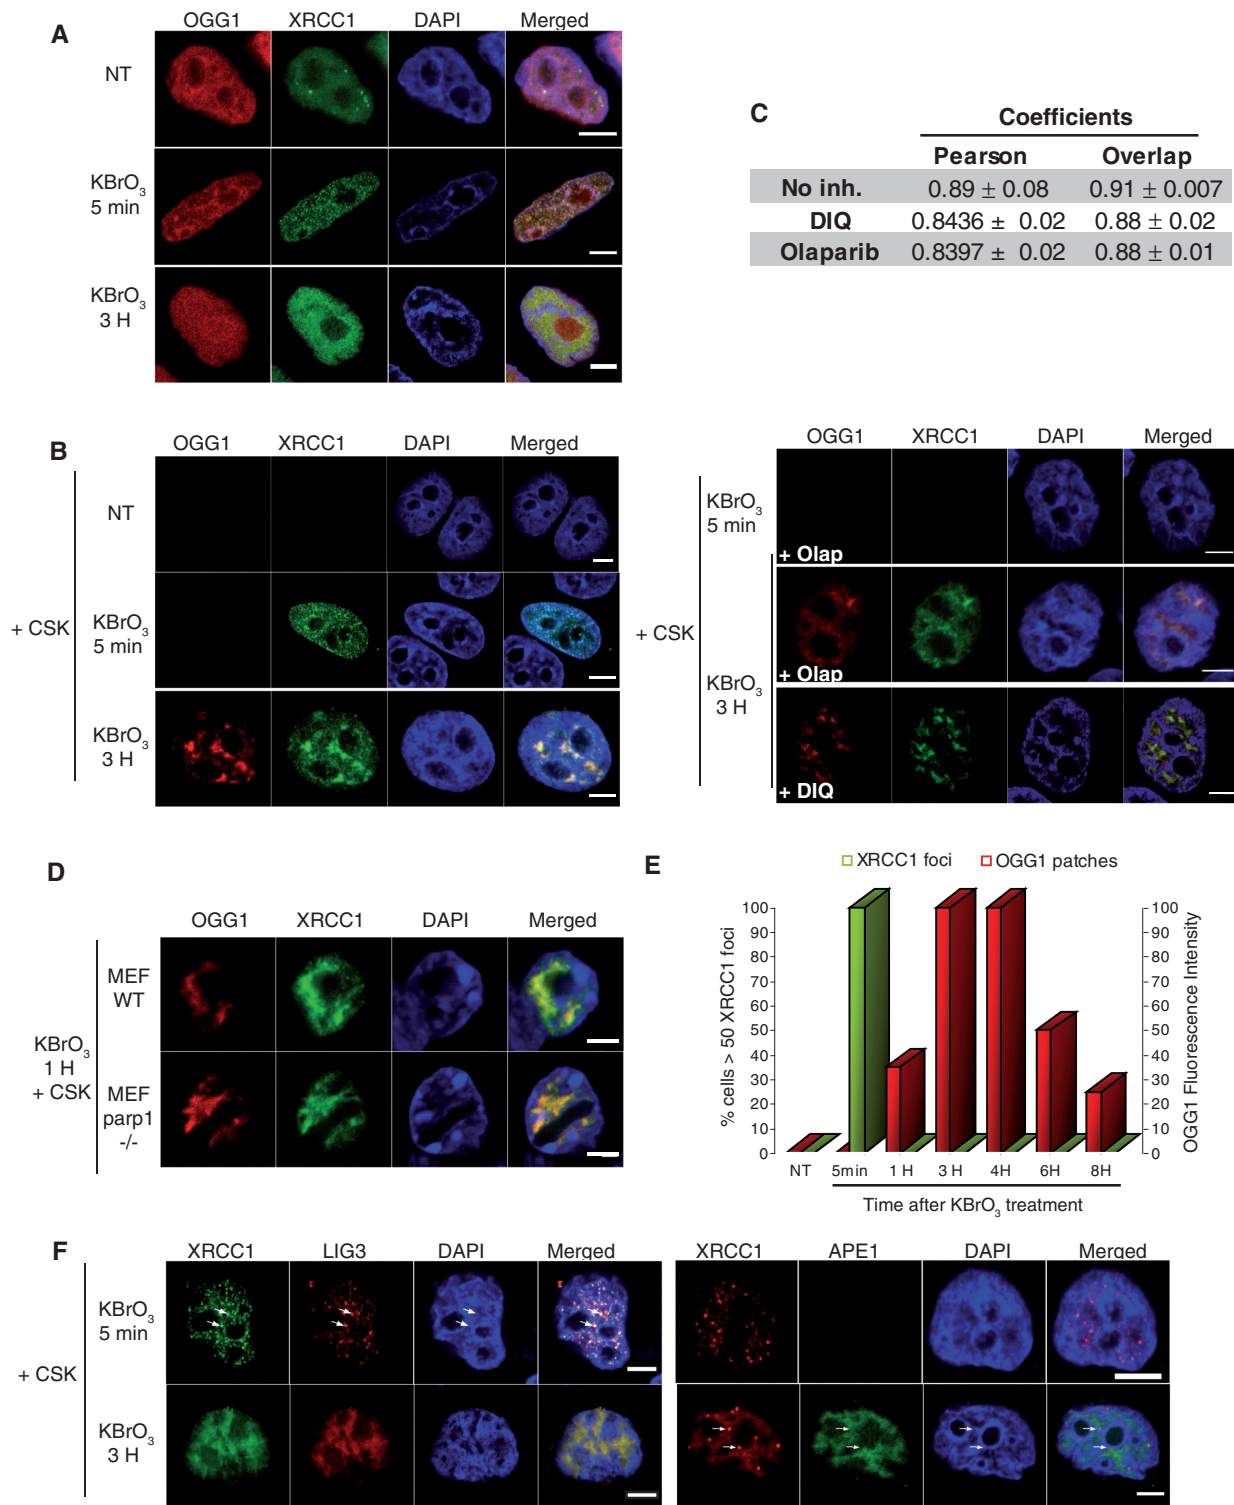 A
OGG1 XRCC1 DAPI Merged
NT
KBrO3
5 min
KBrO3
3 H
C
Coefficients
Pearson Overlap
No inh. 0.89 ± 0.08 0.91 ± 0.007
DIQ 0.8436 ± 0.02 0.88 ± 0.02
Olaparib 0.8397 ± 0.02 0.88 ± 0.01
B
OGG1 XRCC1 DAPI Merged
+ CSK
NT
KBrO3
5 min
KBrO3
3 H
OGG1 XRCC1 DAPI Merged
+ CSK
KBrO3
5 min
+ Olap
KBrO3
3 H
+ Olap
+ DIQ
D
OGG1 XRCC1 DAPI Merged
KBrO3
1 H
+ CSK
MEF
WT
MEF
parp1
-/-
E
XRCC1 foci OGG1 patches
% cells > 50 XRCC1 foci
100
90
80
70
60
50
40
30
20
10
0
OGG1 Fluorescence Intensity
100
90
80
70
60
50
40
30
20
10
0
NT 5min 1 H 3 H 4H 6H 8H
Time after KBrO3 treatment
F
XRCC1 LIG3 DAPI Merged
+ CSK
KBrO3
5 min
KBrO3
3 H
XRCC1 APE1 DAPI Merged